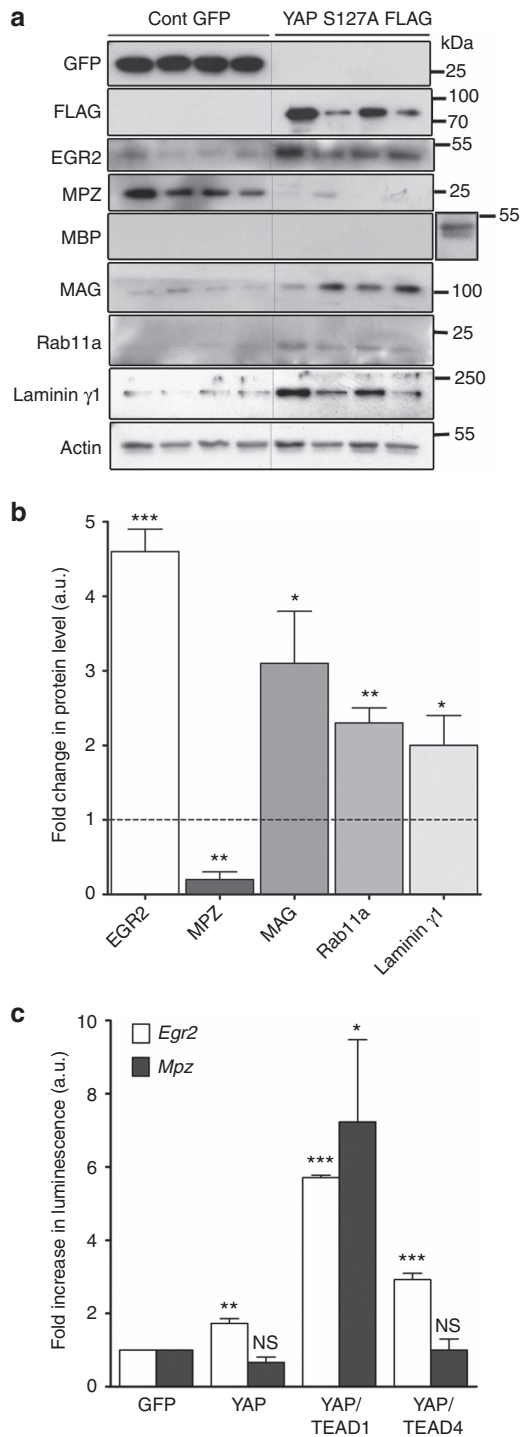 a
Cont GFP YAP S127A FLAG
kDa
GFP 25
FLAG 100
70
EGR2 55
MPZ 25
MBP 55
MAG 100
Rab11a 25
Laminin γ1 250
Actin 55
b
Fold change in protein level (a.u.)
5
4
3
2
1
0
***
**
*
**
*
EGR2 MPZ MAG Rab11a Laminin γ1
c
Fold increase in luminescence (a.u.)
10
8
6
4
2
0
Egr2
Mpz
**
NS
***
*
***
NS
GFP YAP YAP/ YAP/
TEAD1 TEAD4